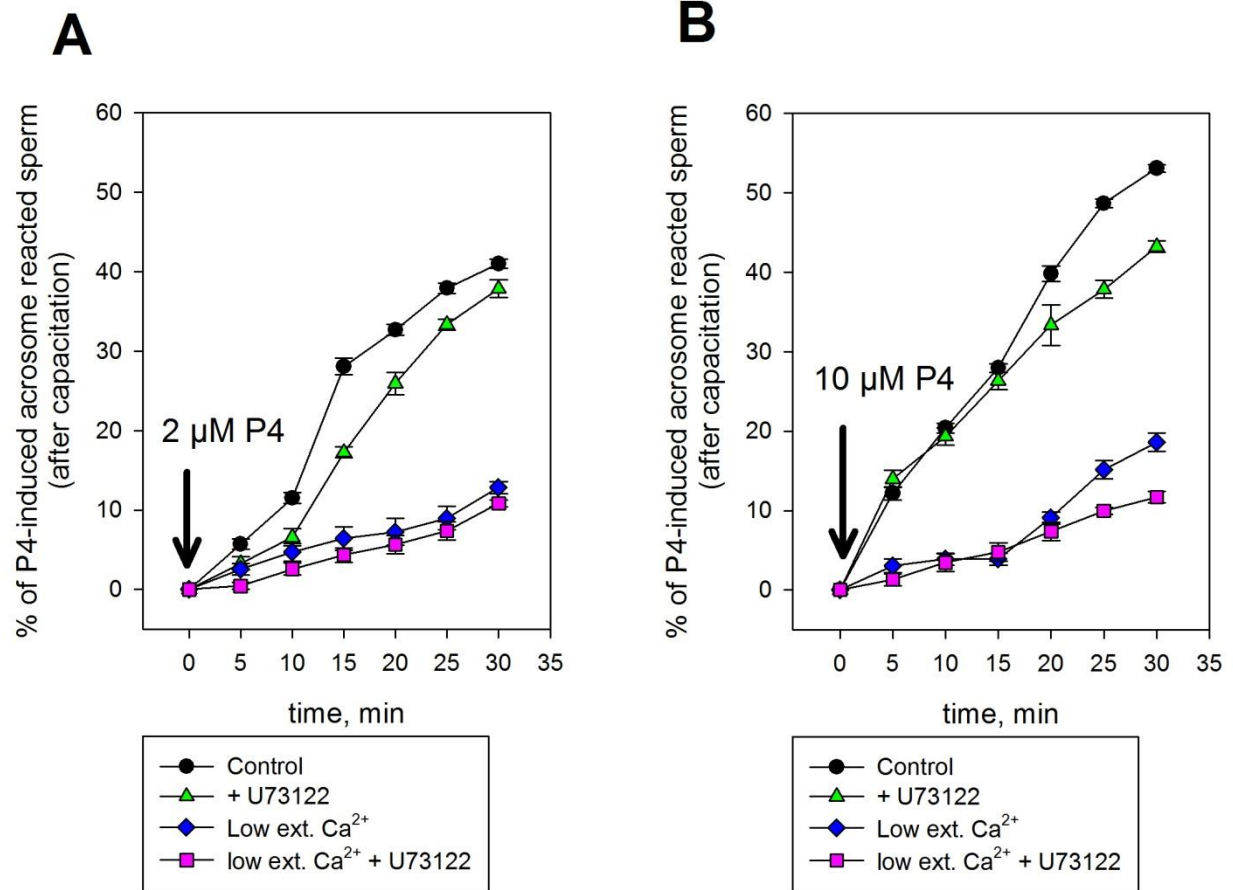 A
% of P4-induced acrosome reacted sperm
(after capacitation)
60
50
40
30
20
10
0
2 µM P4
0 5 10 15 20 25 30 35
time, min
Control
+ U73122
Low ext. Ca²⁺
low ext. Ca²⁺ + U73122
B
% of P4-induced acrosome reacted sperm
(after capacitation)
60
50
40
30
20
10
0
10 µM P4
0 5 10 15 20 25 30 35
time, min
Control
+ U73122
Low ext. Ca²⁺
low ext. Ca²⁺ + U73122